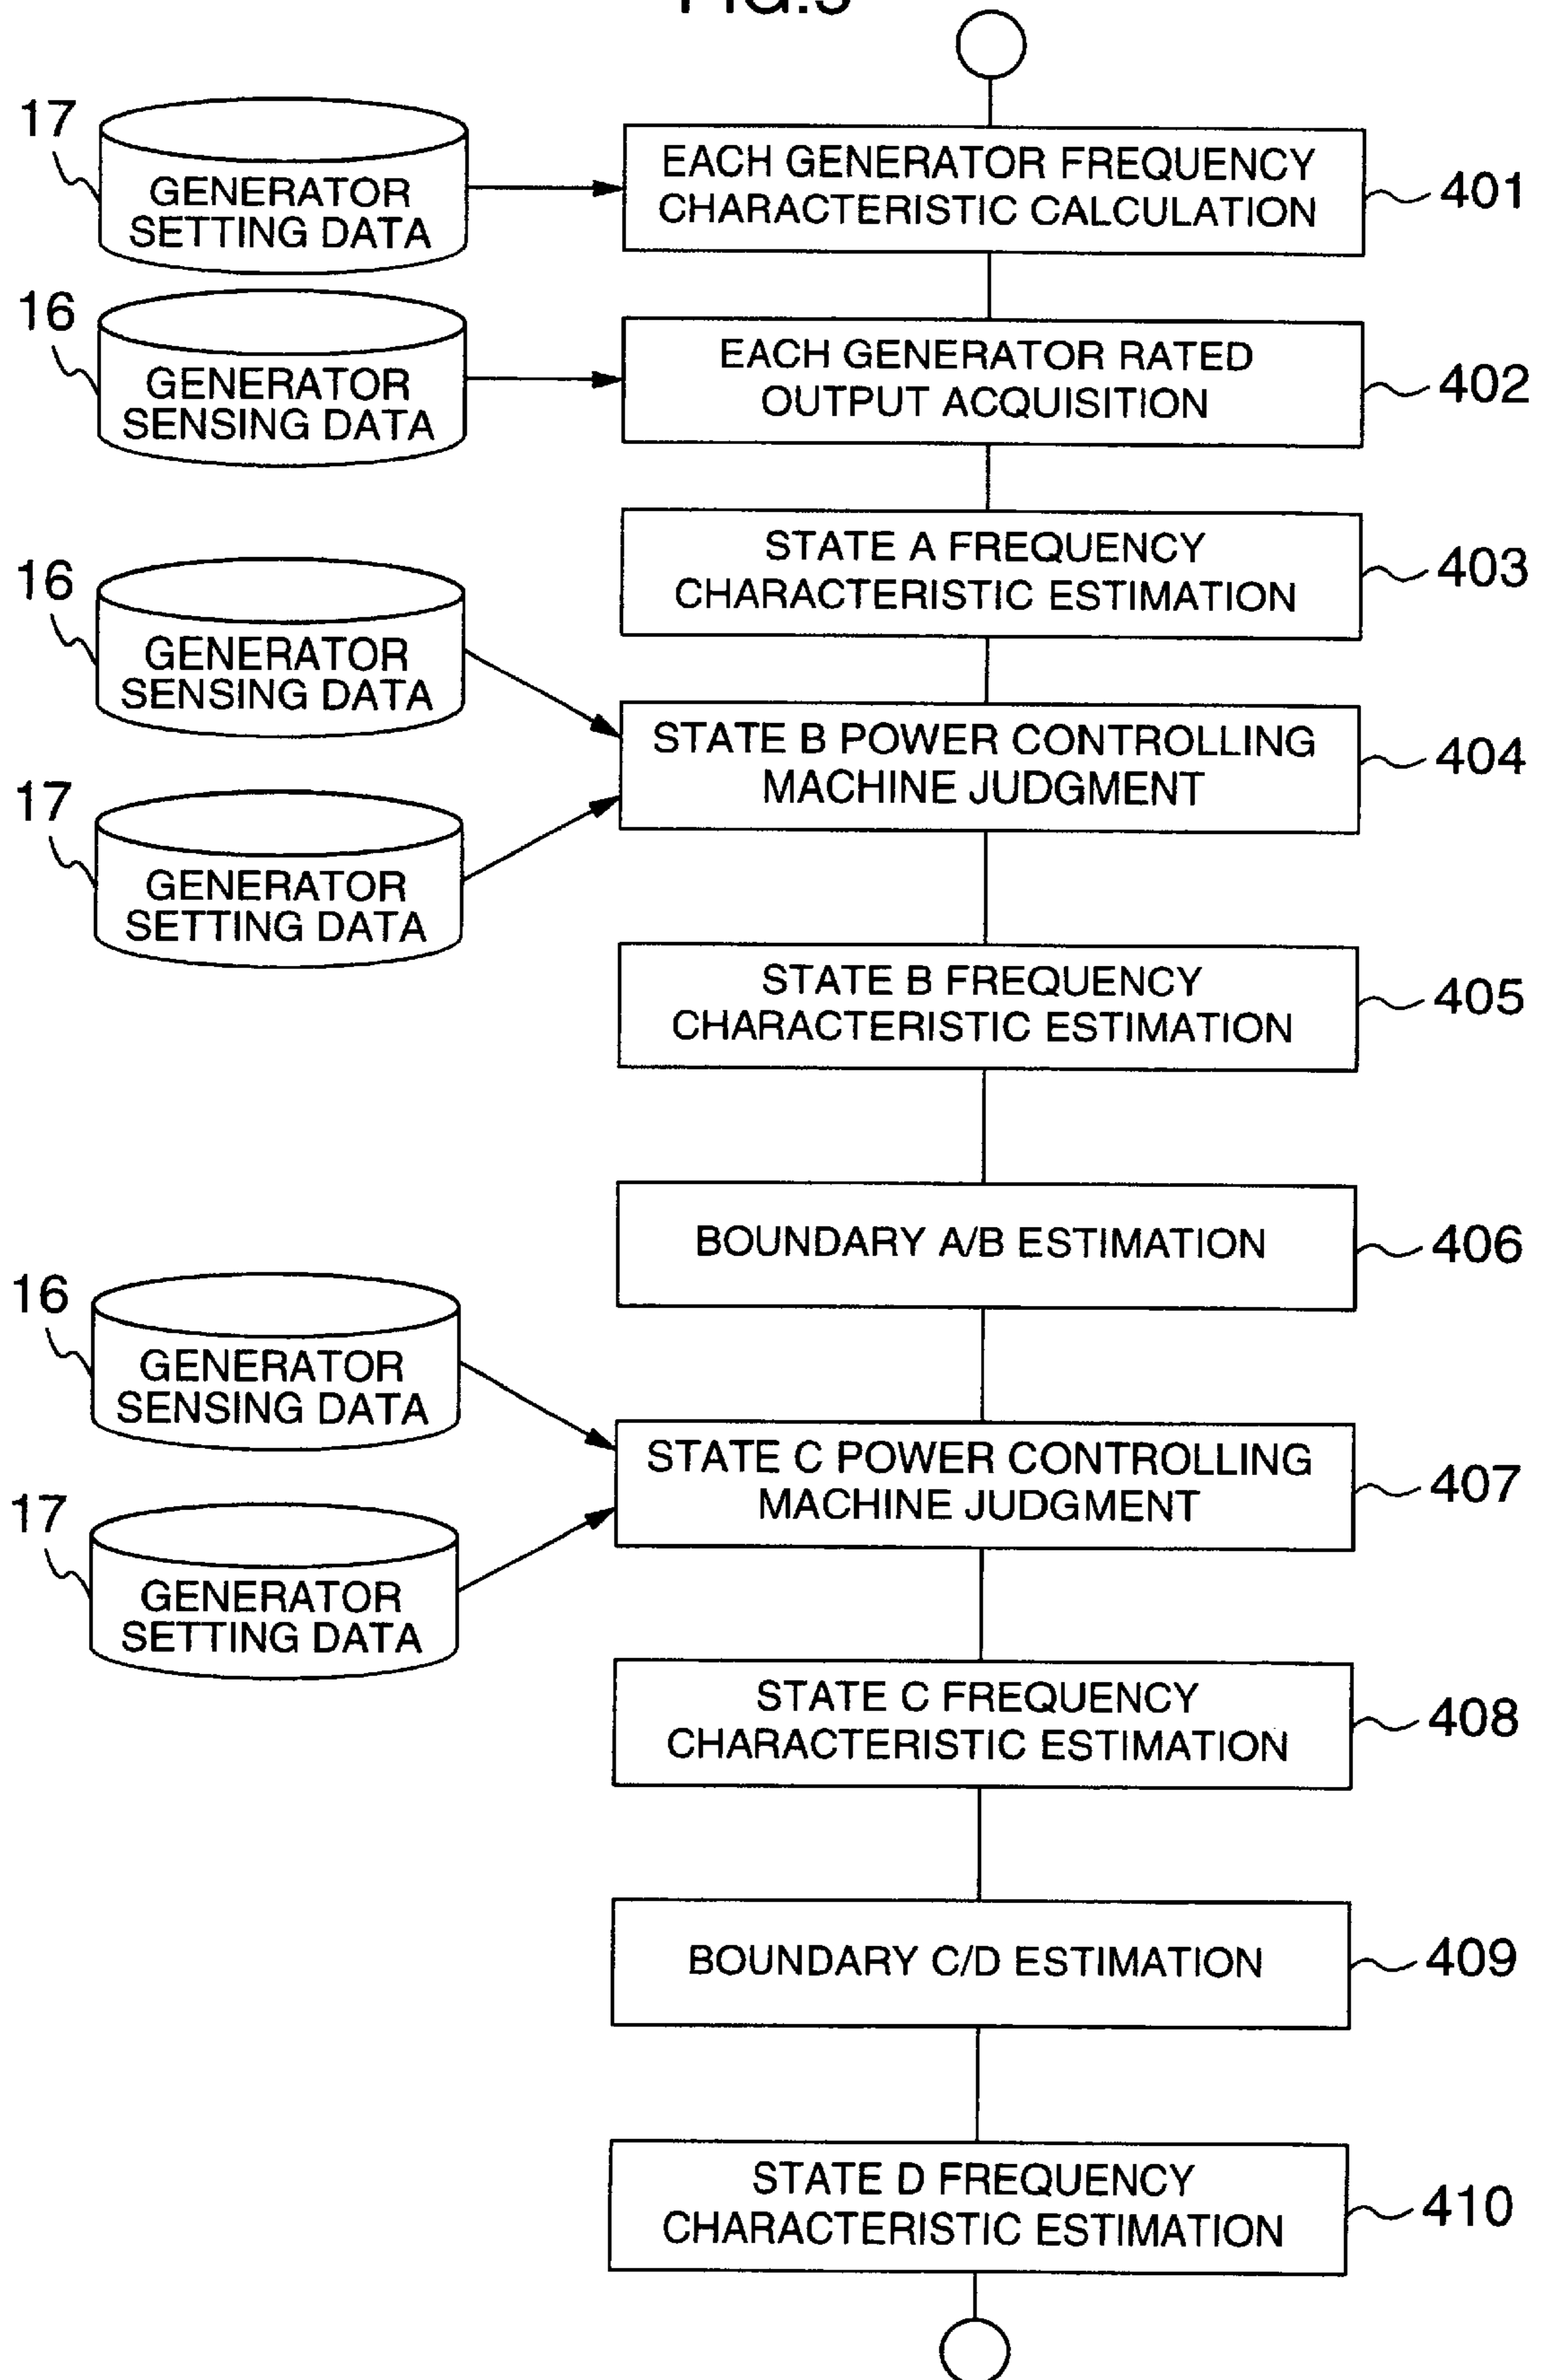 17
GENERATOR
SETTING DATA
EACH GENERATOR FREQUENCY
CHARACTERISTIC CALCULATION
401
16
GENERATOR
SENSING DATA
EACH GENERATOR RATED
OUTPUT ACQUISITION
402
STATE A FREQUENCY
CHARACTERISTIC ESTIMATION
403
16
GENERATOR
SENSING DATA
17
GENERATOR
SETTING DATA
STATE B POWER CONTROLLING
MACHINE JUDGMENT
404
STATE B FREQUENCY
CHARACTERISTIC ESTIMATION
405
BOUNDARY A/B ESTIMATION
406
16
GENERATOR
SENSING DATA
17
GENERATOR
SETTING DATA
STATE C POWER CONTROLLING
MACHINE JUDGMENT
407
STATE C FREQUENCY
CHARACTERISTIC ESTIMATION
408
BOUNDARY C/D ESTIMATION
409
STATE D FREQUENCY
CHARACTERISTIC ESTIMATION
410